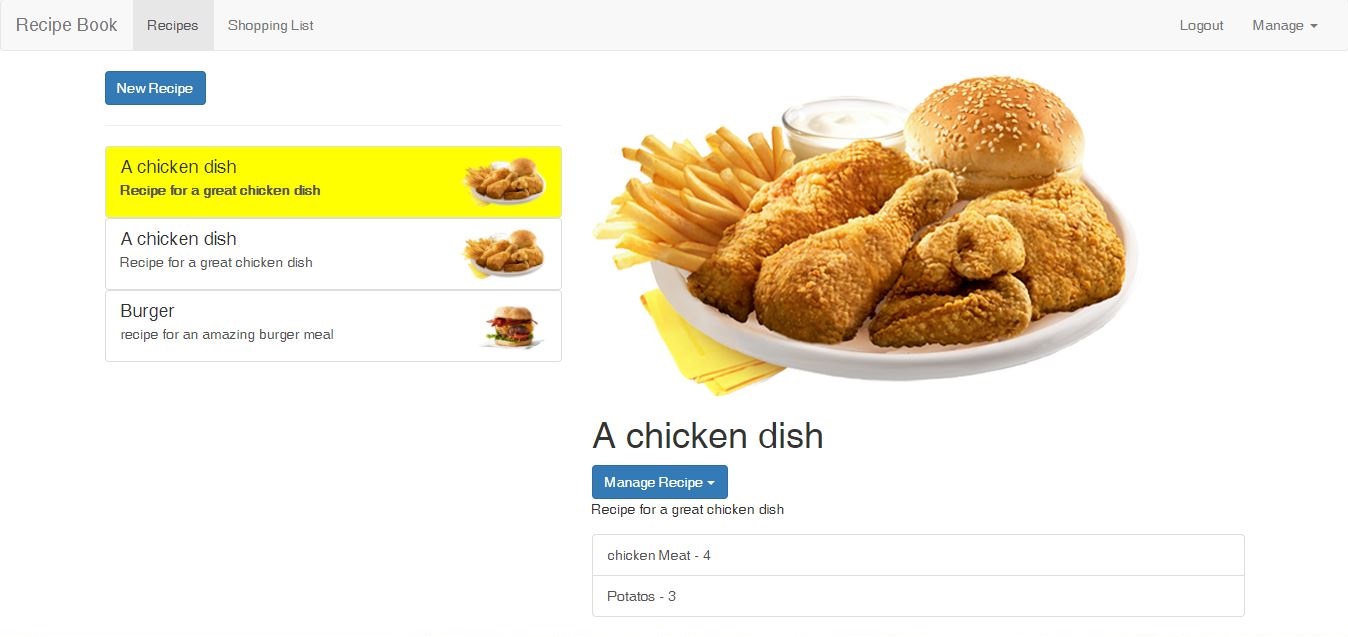 Recipe Book Recipes Shopping List Logout Manage
New Recipe
A chicken dish
Recipe for a great chicken dish
A chicken dish
Recipe for a great chicken dish
Burger
recipe for an amazing burger meal
A chicken dish
Manage Recipe
Recipe for a great chicken dish
chicken Meat - 4
Potatos - 3